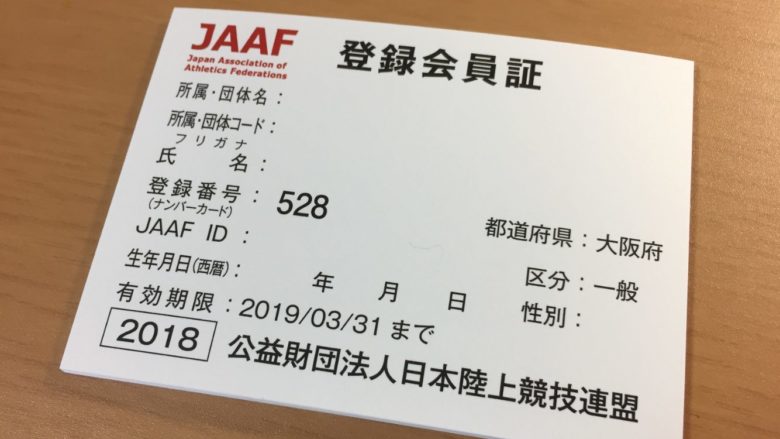 JAAF
Japan Association of
Athletics Federations
登録会員証
所属・団体名：
所属・団体コード：
フリガナ
氏　　名：
登録番号：528
(ナンバーカード)
都道府県：大阪府
JAAF ID：
区分：一般
生年月日(西暦)：　　年　　月　　日
性別：
有効期限：2019/03/31まで
2018 公益財団法人日本陸上競技連盟